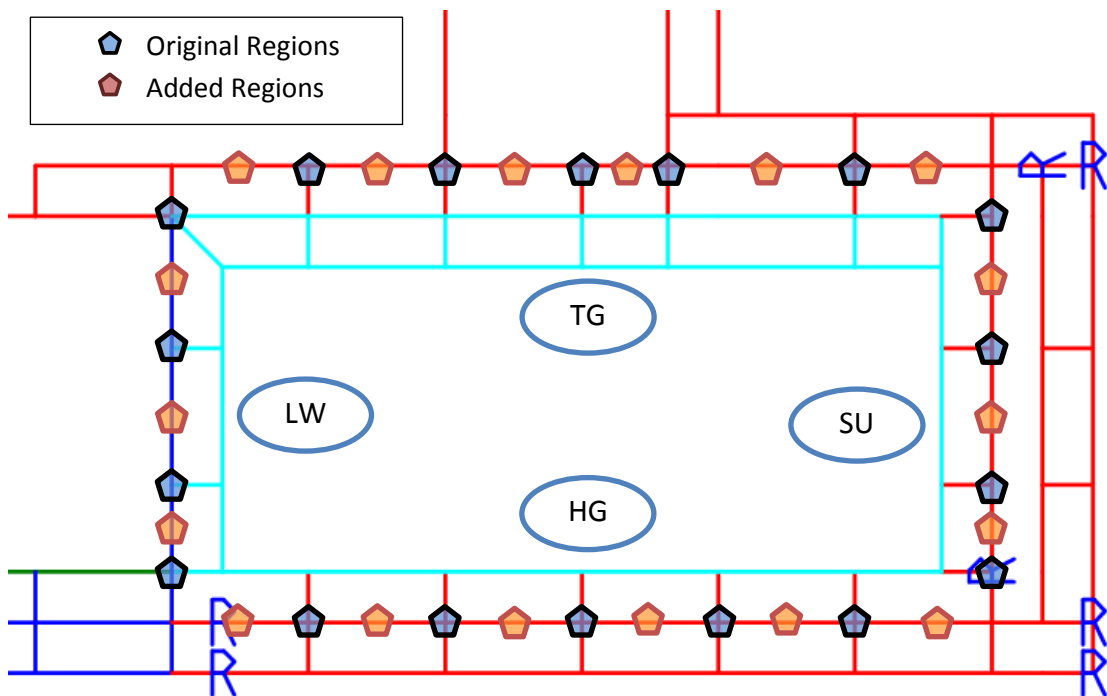 Original Regions
Added Regions
R R
TG
LW
SU
HG
R
R R
R R